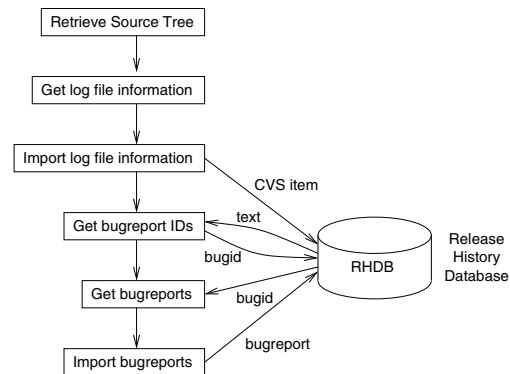 Retrieve Source Tree
Get log file information
Import log file information
CVS item
Get bugreport IDs
text
bugid
RHDB
Release
History
Database
Get bugreports
bugid
bugreport
Import bugreports